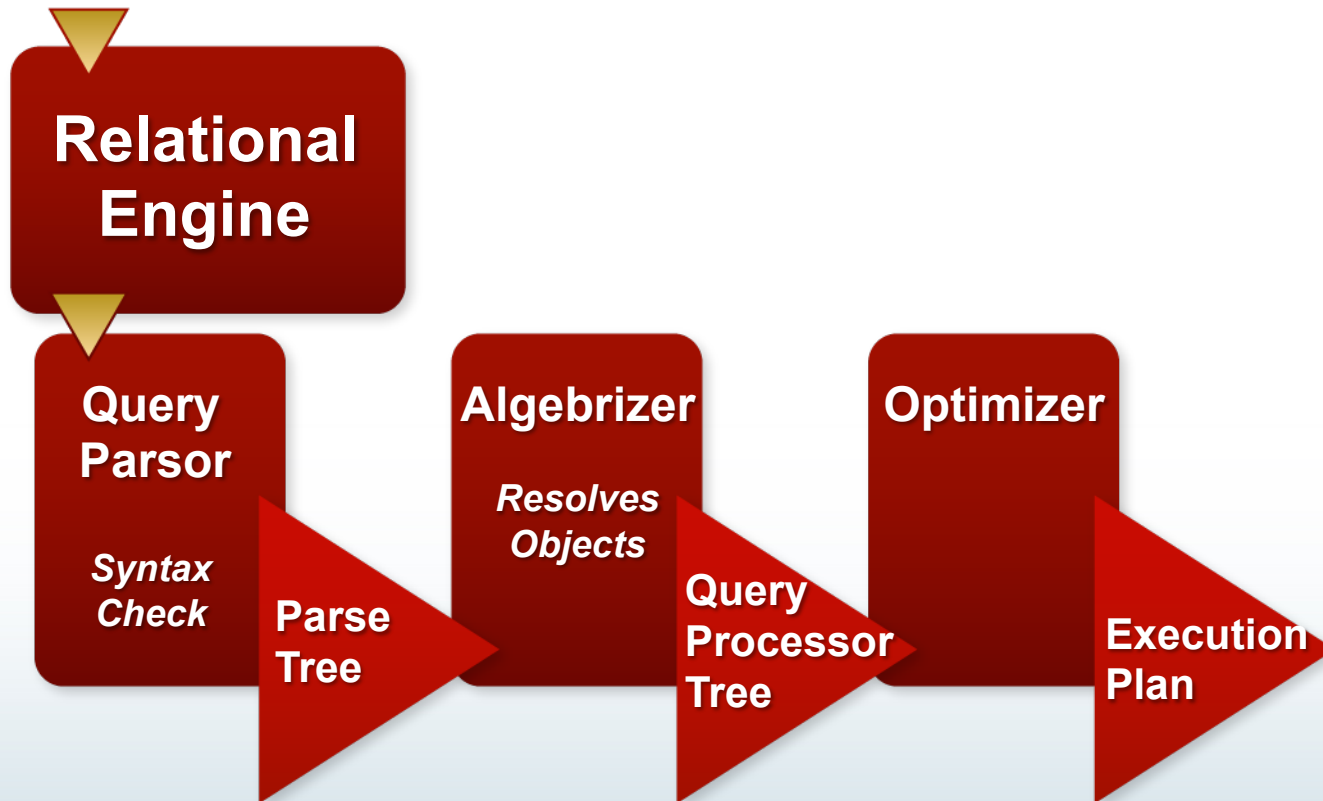 Relational
Engine
Query
Parsor
Syntax
Check
Parse
Tree
Algebrizer
Resolves
Objects
Query
Processor
Tree
Optimizer
Execution
Plan